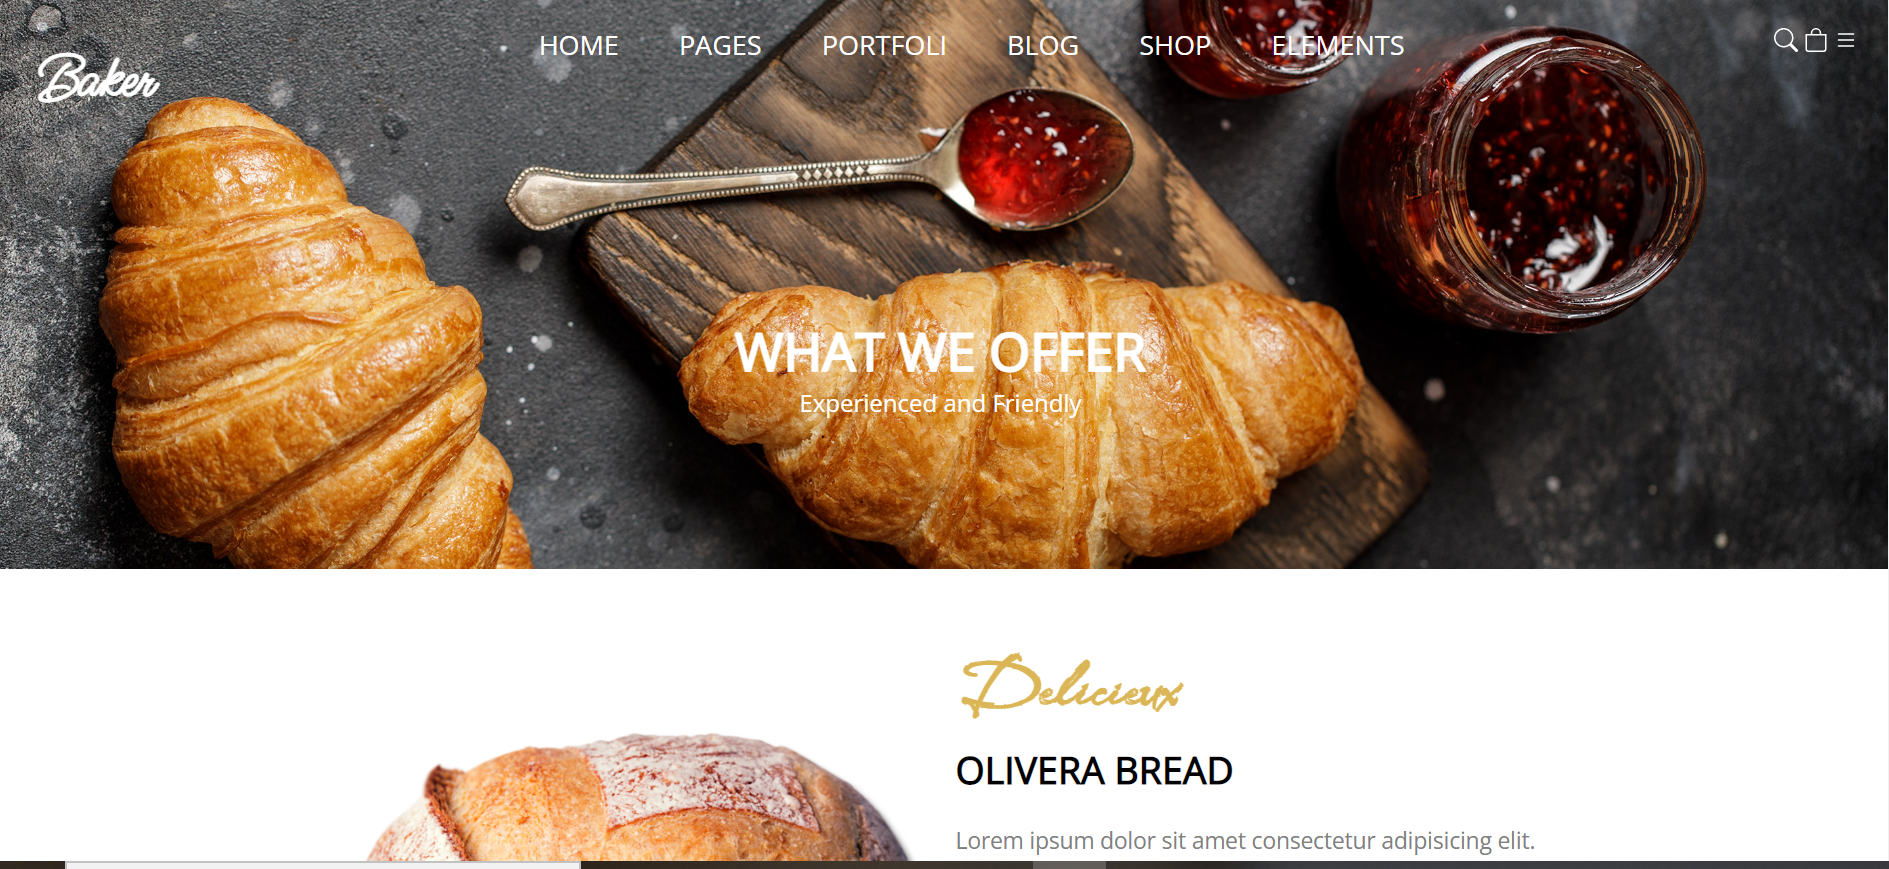 HOME PAGES PORTFOLI BLOG SHOP ELEMENTS
Baker
WHAT WE OFFER
Experienced and Friendly
Delicieux
OLIVERA BREAD
Lorem ipsum dolor sit amet consectetur adipisicing elit.